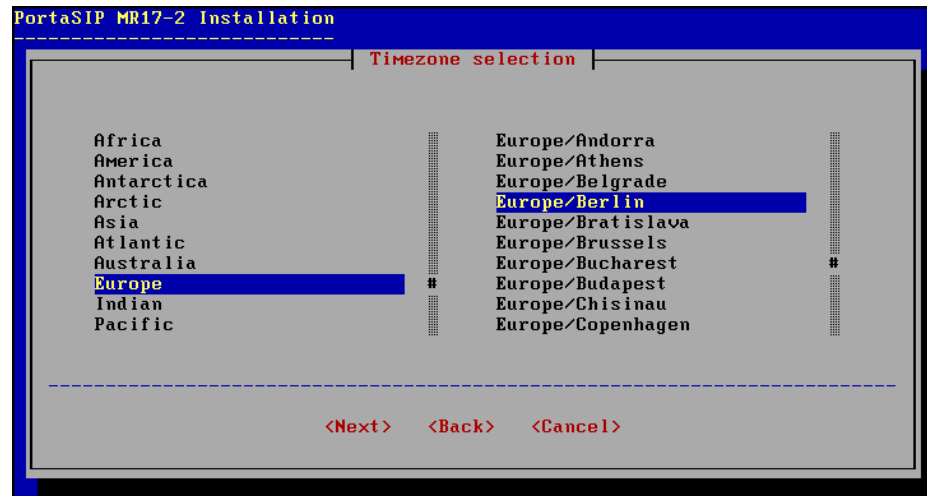 PortaSIP MR17-2 Installation
Timezone selection
Africa
America
Antarctica
Arctic
Asia
Atlantic
Australia
Europe
Indian
Pacific
Europe/Andorra
Europe/Athens
Europe/Belgrade
Europe/Berlin
Europe/Bratislava
Europe/Brussels
Europe/Bucharest
Europe/Budapest
Europe/Chisinau
Europe/Copenhagen
<Next> <Back> <Cancel>